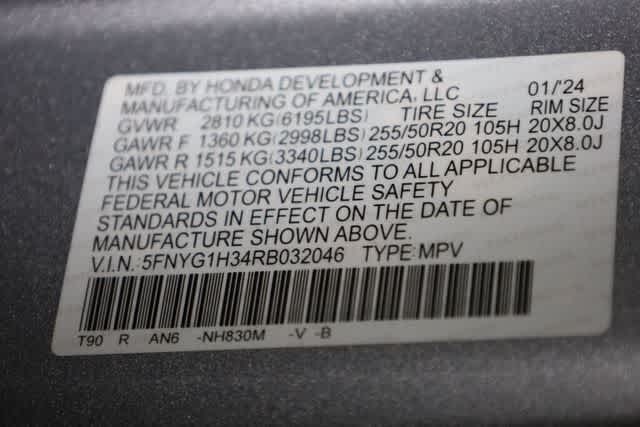 MFD. BY HONDA DEVELOPMENT &
MANUFACTURING OF AMERICA, LLC 01/'24
GVWR 2810 KG(6195LBS) TIRE SIZE RIM SIZE
GAWR F 1360 KG(2998LBS) 255/50R20 105H 20X8.0J
GAWR R 1515 KG(3340LBS) 255/50R20 105H 20X8.0J
THIS VEHICLE CONFORMS TO ALL APPLICABLE
FEDERAL MOTOR VEHICLE SAFETY
STANDARDS IN EFFECT ON THE DATE OF
MANUFACTURE SHOWN ABOVE.
V.I.N.: 5FNYG1H34RB032046 TYPE:MPV
T90 R AN6 -NH830M -V -B